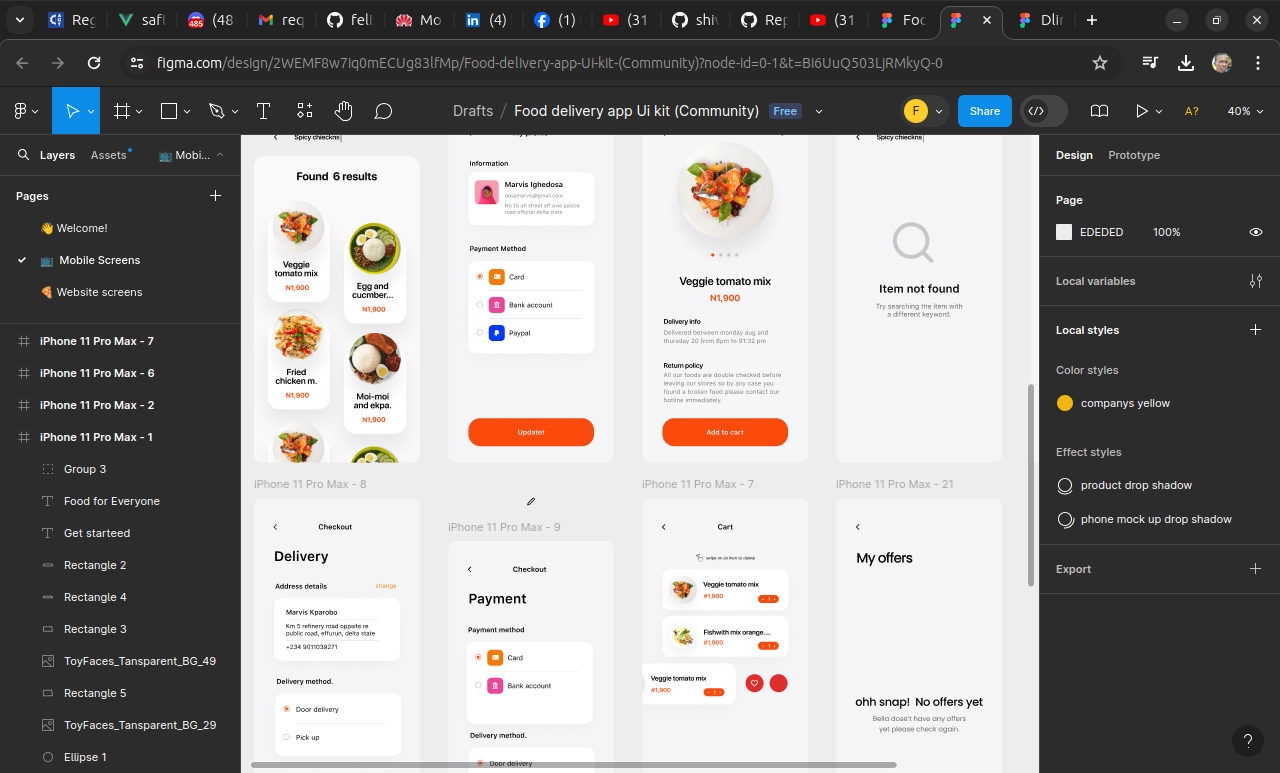 Reg
saf
485
(48
req
feli
Mo
in
(4)
(1)
(31
shiv
Rep
(31
Foo
Dlir
figma.com/design/2WEMF8w7Iq0mECUg83lfMp/Food-delivery-app-Ui-kit-(Community)?node-id=0-1&t=BI6UuQ503LJRMkyQ-0
Drafts / Food delivery app Ui kit (Community) Free
F
Share
A?
40%
Layers
Assets
Mobi...
Pages
Welcome!
Mobile Screens
Website screens
iPhone 11 Pro Max - 7
iPhone 11 Pro Max - 6
iPhone 11 Pro Max - 2
iPhone 11 Pro Max - 1
Group 3
Food for Everyone
Get starteed
Rectangle 2
Rectangle 4
Rectangle 3
ToyFaces_Tansparent_BG_49
Rectangle 5
ToyFaces_Tansparent_BG_29
Ellipse 1
Spicy chieckns
Found 6 results
Veggie
tomato mix
N1,900
Egg and
cucmber...
N1,900
Fried
chicken m.
N1,900
Moi-moi
and ekpa.
N1,900
Information
Marvis Ighedosa
dosamarvis@gmail.com
No 15 uti street off ovie palace
road effurun delta state
Payment Method
Card
Bank account
Paypal
Updatet
Veggie tomato mix
N1,900
Delivery info
Delivered between monday aug and
thursday 20 from 8pm to 91:32 pm
Return policy
All our foods are double checked before
leaving our stores so by any case you
found a broken food please contact our
hotline immediately.
Add to cart
Spicy chieckns
Item not found
Try searching the item with
a different keyword.
iPhone 11 Pro Max - 8
Checkout
Delivery
Address details
change
Marvis Kparobo
Km 5 refinery road oppsite re
public road, effurun, delta state
+234 9011039271
Delivery method.
Door delivery
Pick up
iPhone 11 Pro Max - 9
Checkout
Payment
Payment method
Card
Bank account
Delivery method.
Door delivery
iPhone 11 Pro Max - 7
Cart
swipe on an item to delete
Veggie tomato mix
#1,900
- 1 +
Fishwith mix orange....
#1,900
- 1 +
Veggie tomato mix
#1,900
- 1 +
iPhone 11 Pro Max - 21
My offers
ohh snap! No offers yet
Bella dose't have any offers
yet please check again.
Design
Prototype
Page
EDEDED
100%
Local variables
Local styles
Color styles
companys yellow
Effect styles
product drop shadow
phone mock up drop shadow
Export
?